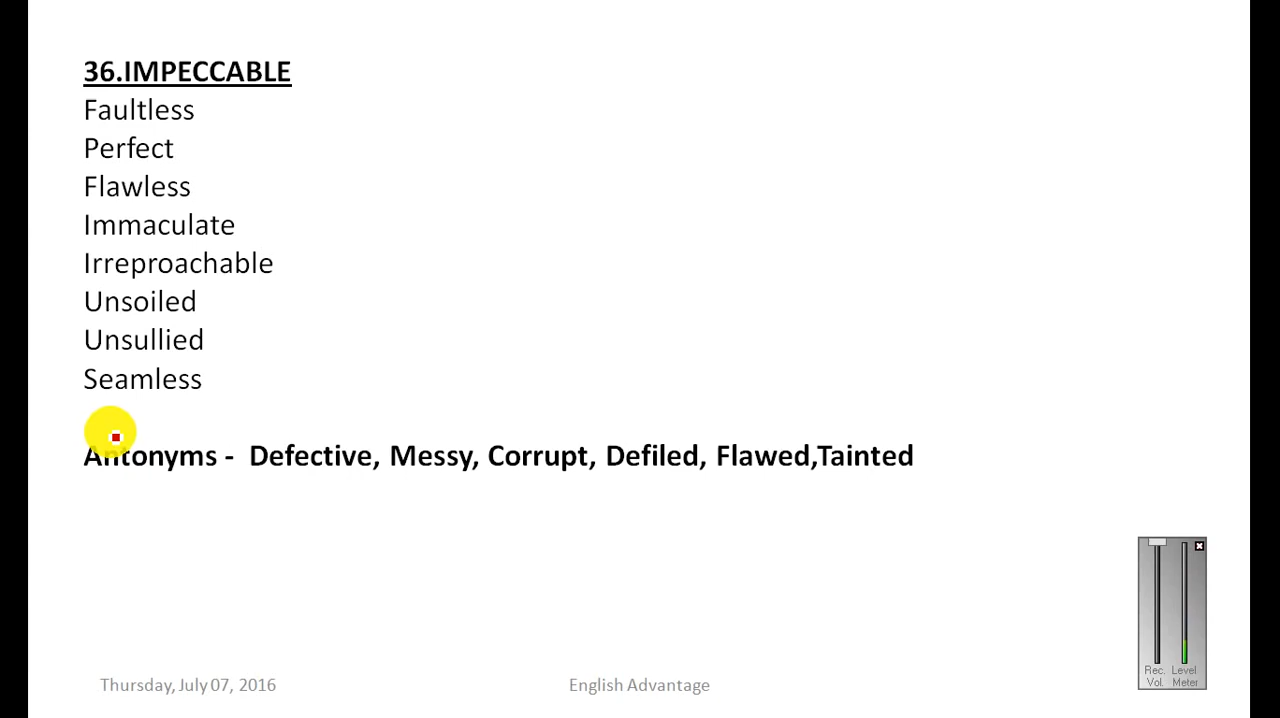 36.IMPECCABLE
Faultless
Perfect
Flawless
Immaculate
Irreproachable
Unsoiled
Unsullied
Seamless
Antonyms - Defective, Messy, Corrupt, Defiled, Flawed,Tainted
Rec. Level
Vol. Meter
Thursday, July 07, 2016 English Advantage